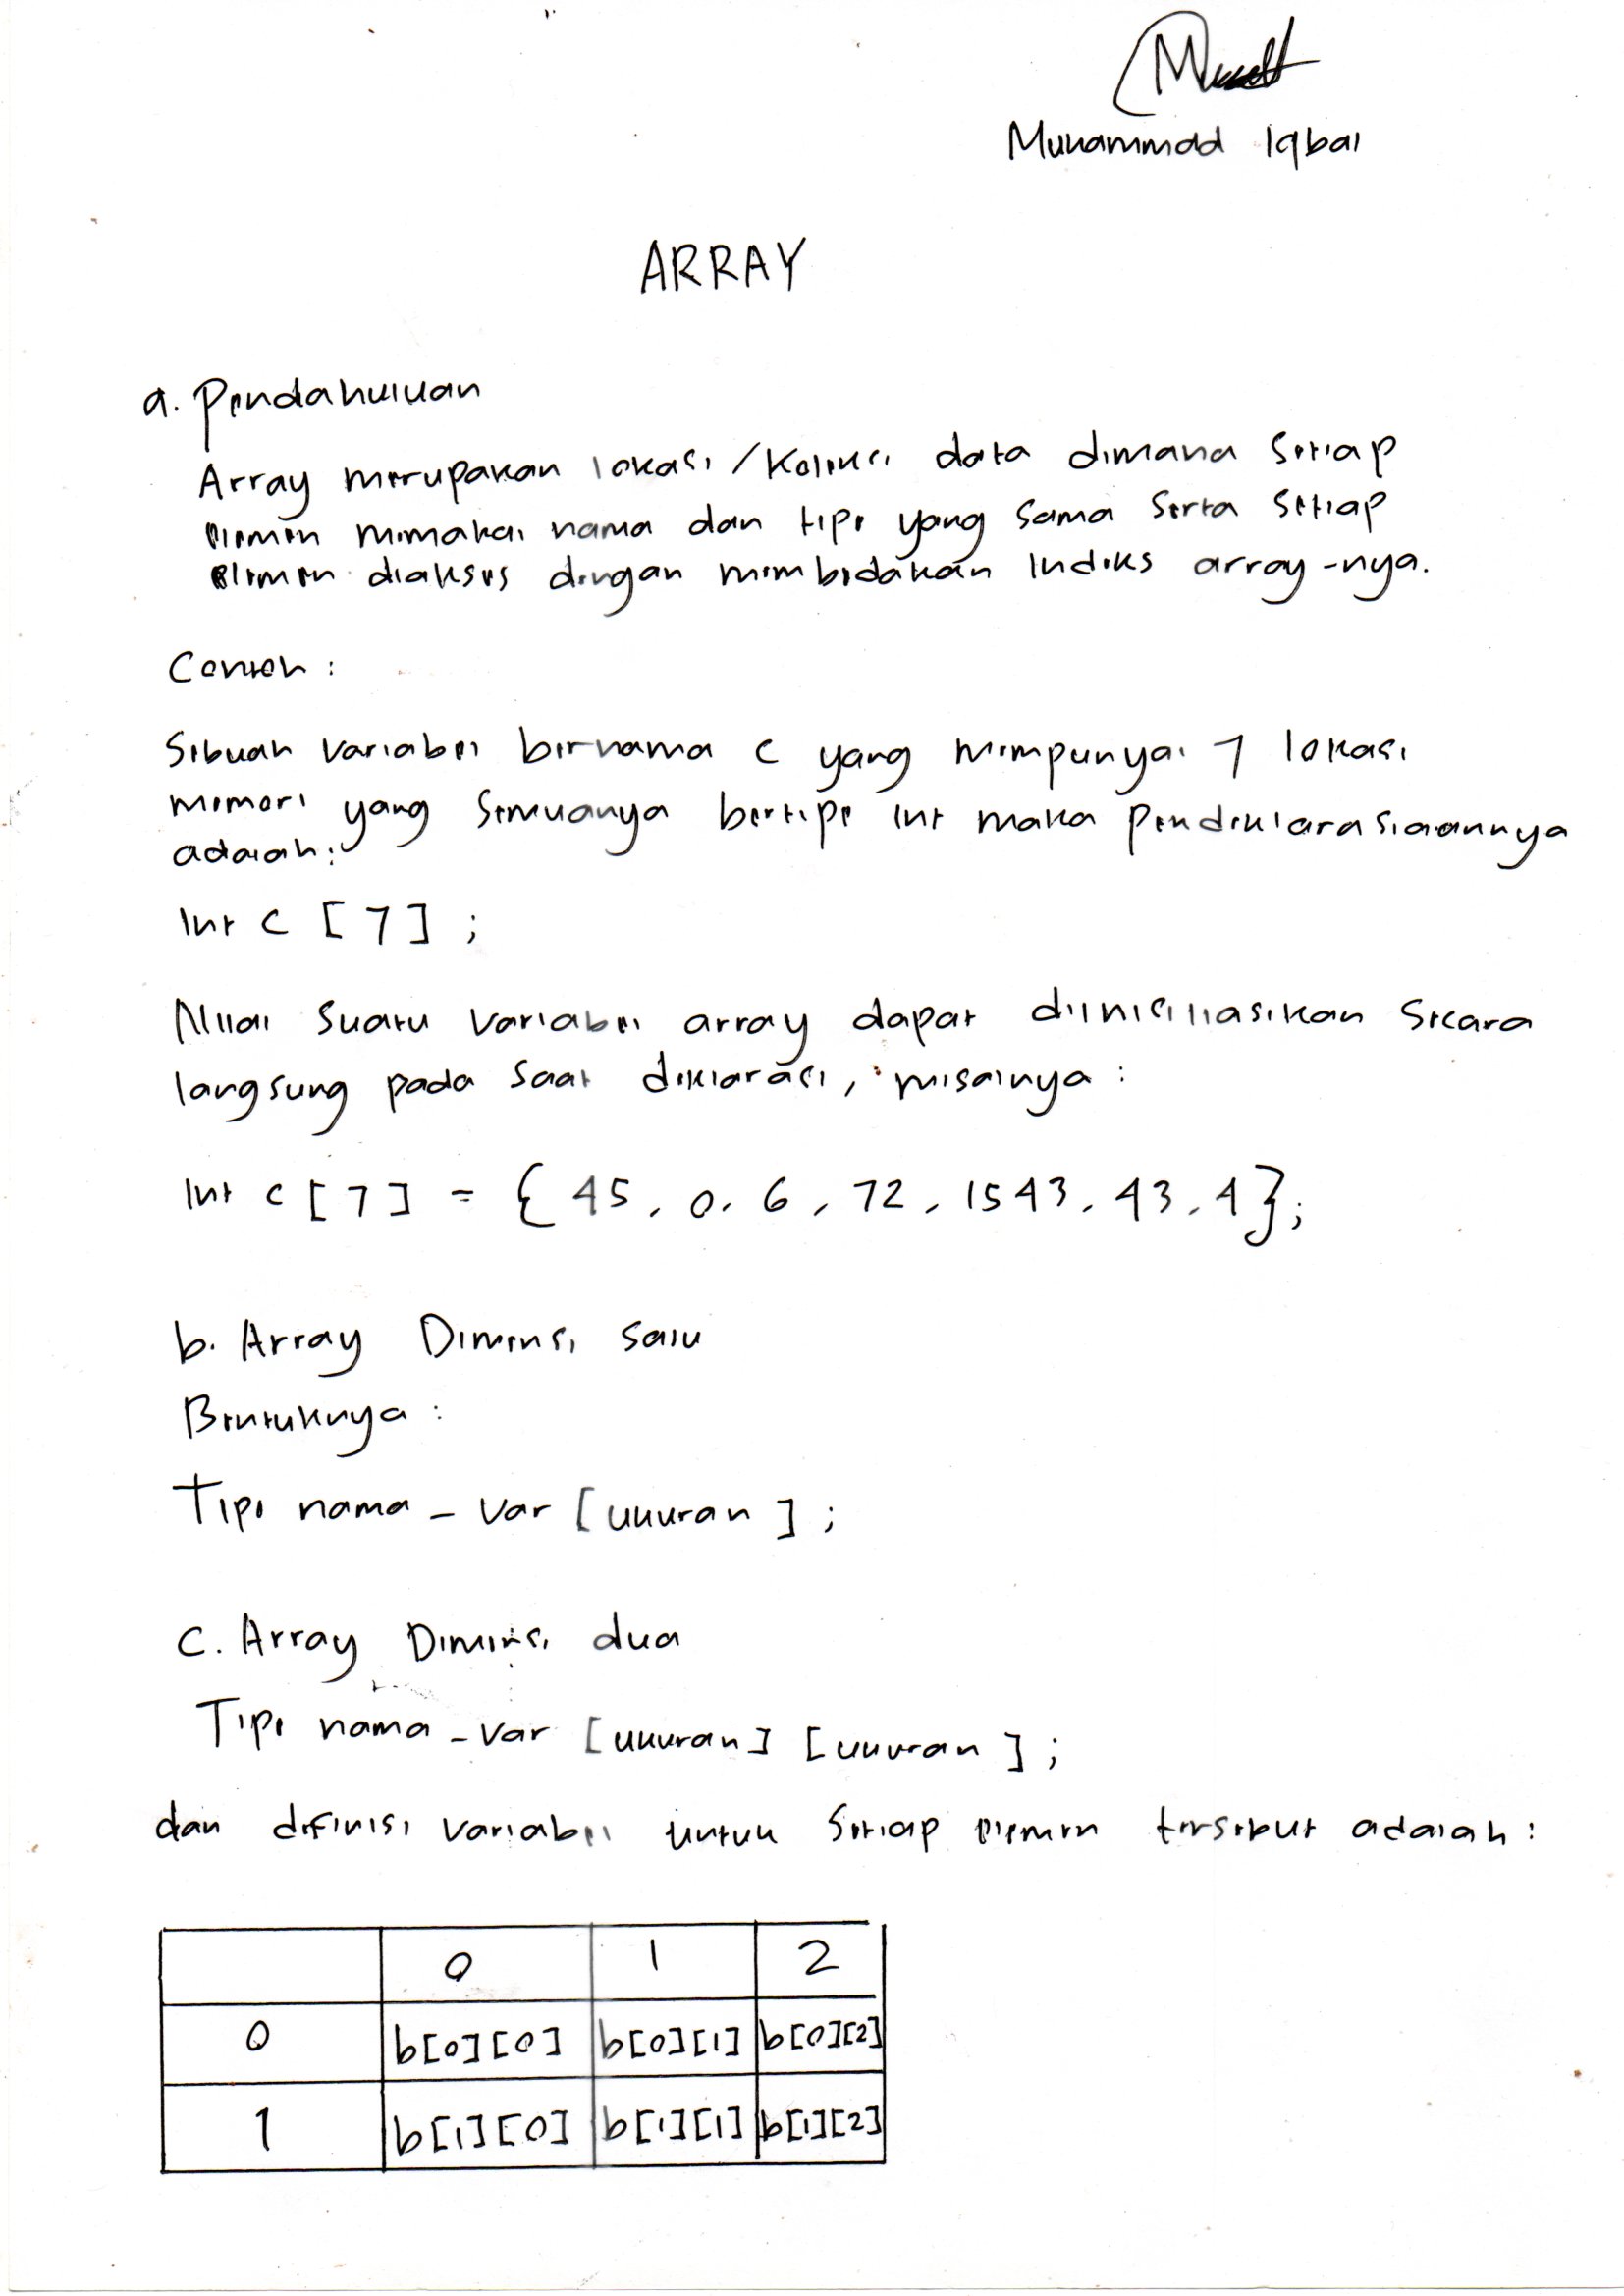 Muhammad Iqbal
ARRAY
a. Pendahuluan
Array merupakan lokasi / Koleksi data dimana Setiap
elemen memakai nama dan tipe yang sama Serta Setiap
elemen diakses dengan membedakan Indeks array-nya.
Contoh :
Sebuah variabel bernama c yang mempunyai 7 lokasi
memori yang Semuanya bertipe Int maka Pendeklarasiaannya
adalah:
Int C [7] ;
Nilai Suatu variabel array dapat diinisiliasikan Secara
langsung pada Saat deklarasi, misalnya :
Int c [7] = { 45, 0, 6, 72, 1543, 43, 4};
b. Array Dimensi Satu
Bentuknya :
Tipe nama - Var [ukuran] ;
C. Array Dimensi dua
Tipe nama - Var [ukuran] [ukuran] ;
dan definisi variabel untuk Setiap elemen tersebut adalah :
0 1 2
0 b[0][0] b[0][1] b[0][2]
1 b[1][0] b[1][1] b[1][2]